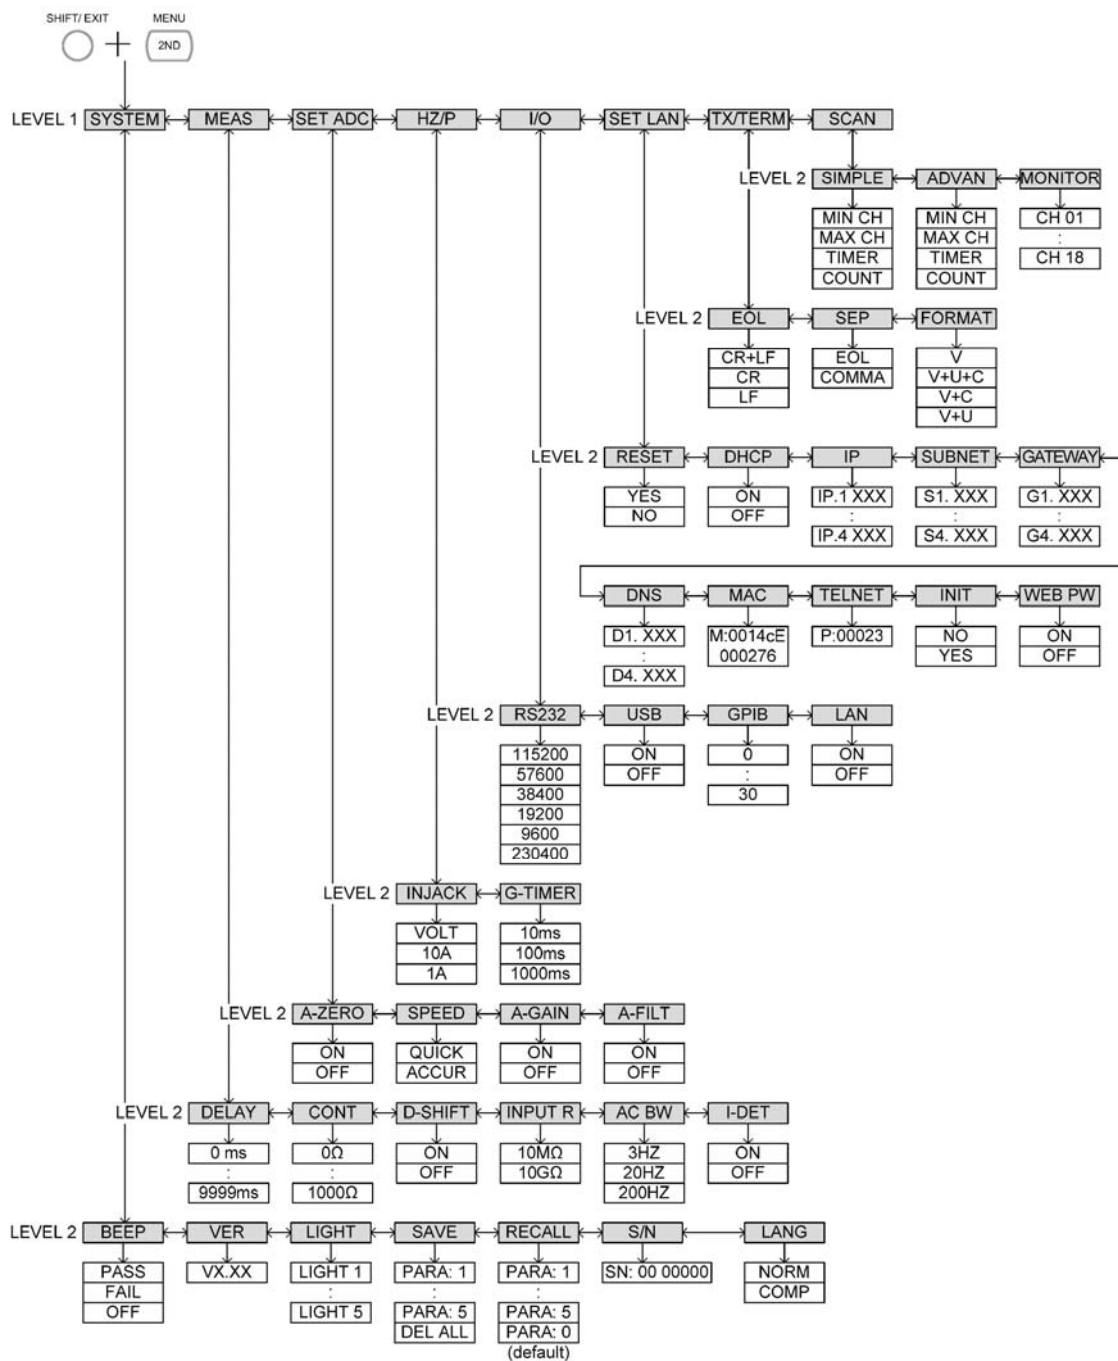 SHIFT/ EXIT MENU
2ND
LEVEL 1 SYSTEM MEAS SET ADC HZ/P I/O SET LAN TX/TERM SCAN
LEVEL 2 SIMPLE ADVAN MONITOR
MIN CH MIN CH CH 01
MAX CH MAX CH :
TIMER TIMER CH 18
COUNT COUNT
LEVEL 2 EOL SEP FORMAT
CR+LF EOL V
CR COMMA V+U+C
LF V+C
V+U
LEVEL 2 RESET DHCP IP SUBNET GATEWAY
YES ON IP.1 XXX S1. XXX G1. XXX
NO OFF : : :
IP.4 XXX S4. XXX G4. XXX
DNS MAC TELNET INIT WEB PW
D1. XXX M:0014cE P:00023 NO ON
: 000276 YES OFF
D4. XXX
LEVEL 2 RS232 USB GPIB LAN
115200 ON 0 ON
57600 OFF : OFF
38400 30
19200
9600
230400
LEVEL 2 INJACK G-TIMER
VOLT 10ms
10A 100ms
1A 1000ms
LEVEL 2 A-ZERO SPEED A-GAIN A-FILT
ON QUICK ON ON
OFF ACCUR OFF OFF
LEVEL 2 DELAY CONT D-SHIFT INPUT R AC BW I-DET
0 ms 0Ω ON 10MΩ 3HZ ON
: : OFF 10GΩ 20HZ OFF
9999ms 1000Ω 200HZ
LEVEL 2 BEEP VER LIGHT SAVE RECALL S/N LANG
PASS VX.XX LIGHT 1 PARA: 1 PARA: 1 SN: 00 00000 NORM
FAIL : : : COMP
OFF LIGHT 5 PARA: 5 PARA: 5
DEL ALL PARA: 0
(default)